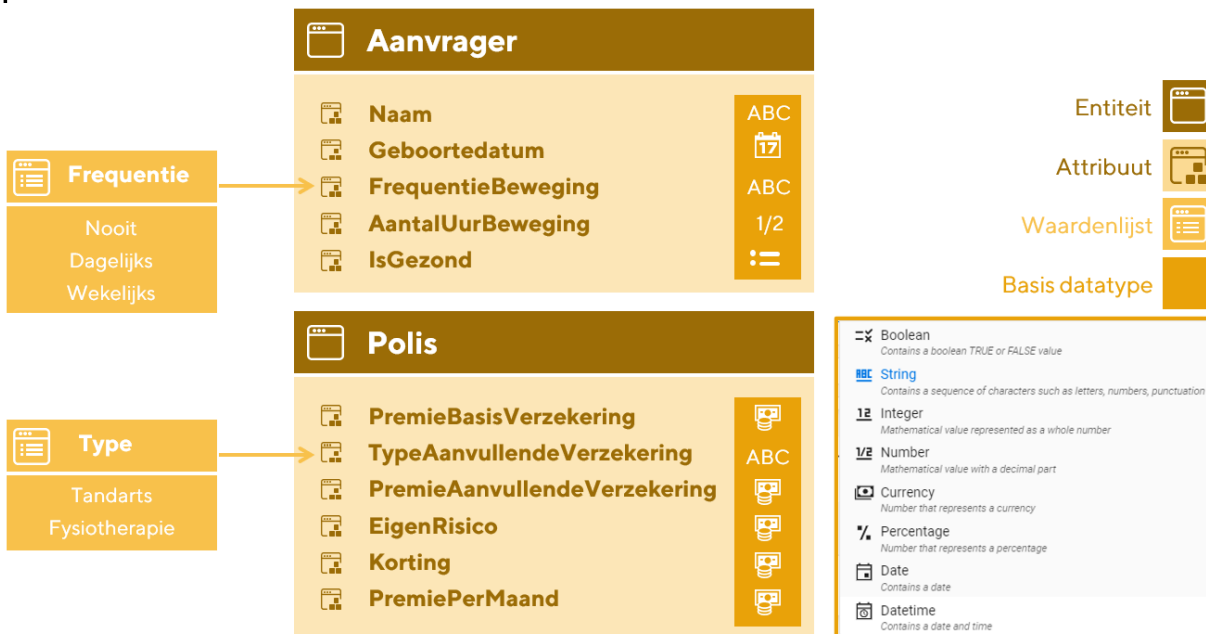 Aanvrager
Naam ABC
Geboortedatum 17
FrequentieBeweging ABC
AantalUurBeweging 1/2
IsGezond
Frequentie
Nooit
Dagelijks
Wekelijks
Polis
PremieBasisVerzekering
TypeAanvullendeVerzekering ABC
PremieAanvullendeVerzekering
EigenRisico
Korting
PremiePerMaand
Type
Tandarts
Fysiotherapie
Entiteit
Attribuut
Waardenlijst
Basis datatype
Boolean
Contains a boolean TRUE or FALSE value
ABC String
Contains a sequence of characters such as letters, numbers, punctuation
12 Integer
Mathematical value represented as a whole number
1/2 Number
Mathematical value with a decimal part
Currency
Number that represents a currency
% Percentage
Number that represents a percentage
Date
Contains a date
Datetime
Contains a date and time